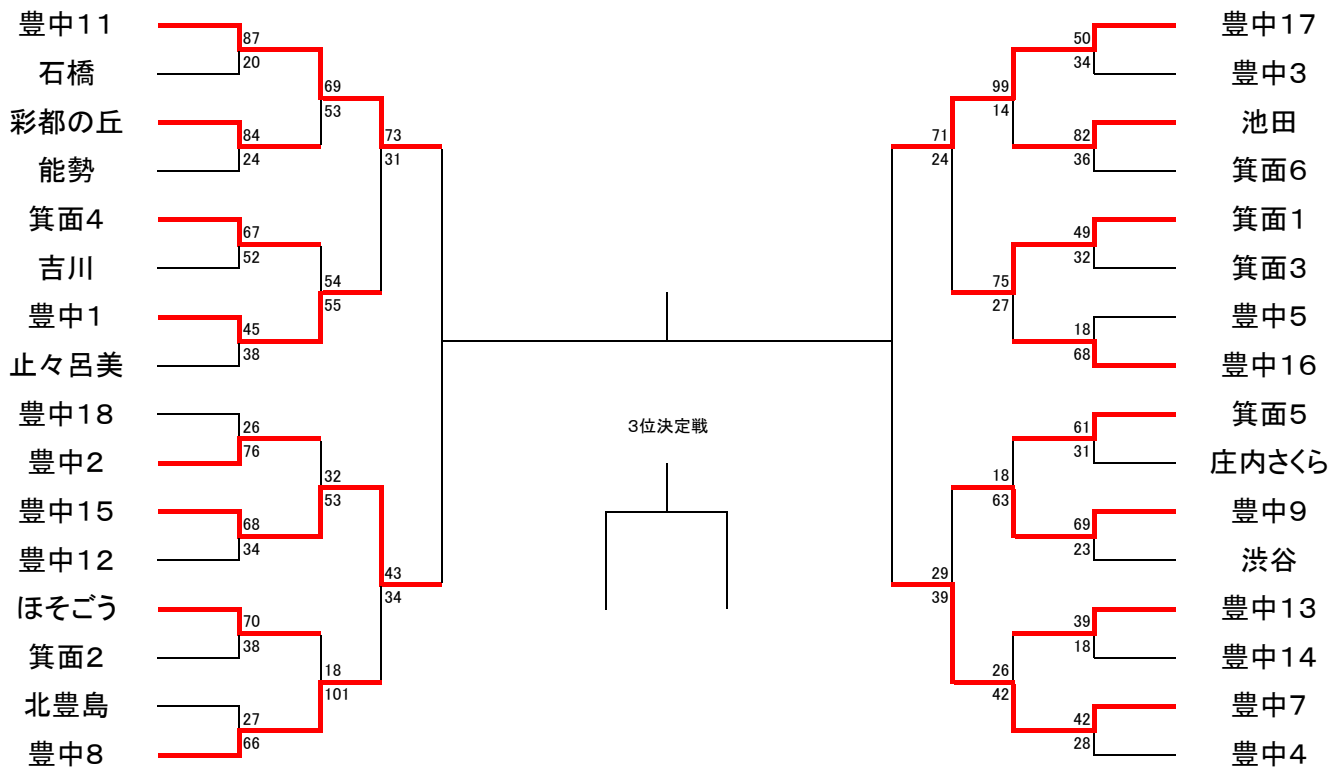 豊中11
石橋
彩都の丘
能勢
箕面4
吉川
豊中1
止々呂美
豊中18
豊中2
豊中15
豊中12
ほそごう
箕面2
北豊島
豊中8
87
20
84
24
67
52
45
38
26
76
68
34
70
38
27
66
69
53
54
55
32
53
18
101
73
31
43
34
3位決定戦
71
24
29
39
99
14
75
27
18
63
26
42
50
34
82
36
49
32
18
68
61
31
69
23
39
18
42
28
豊中17
豊中3
池田
箕面6
箕面1
箕面3
豊中5
豊中16
箕面5
庄内さくら
豊中9
渋谷
豊中13
豊中14
豊中7
豊中4